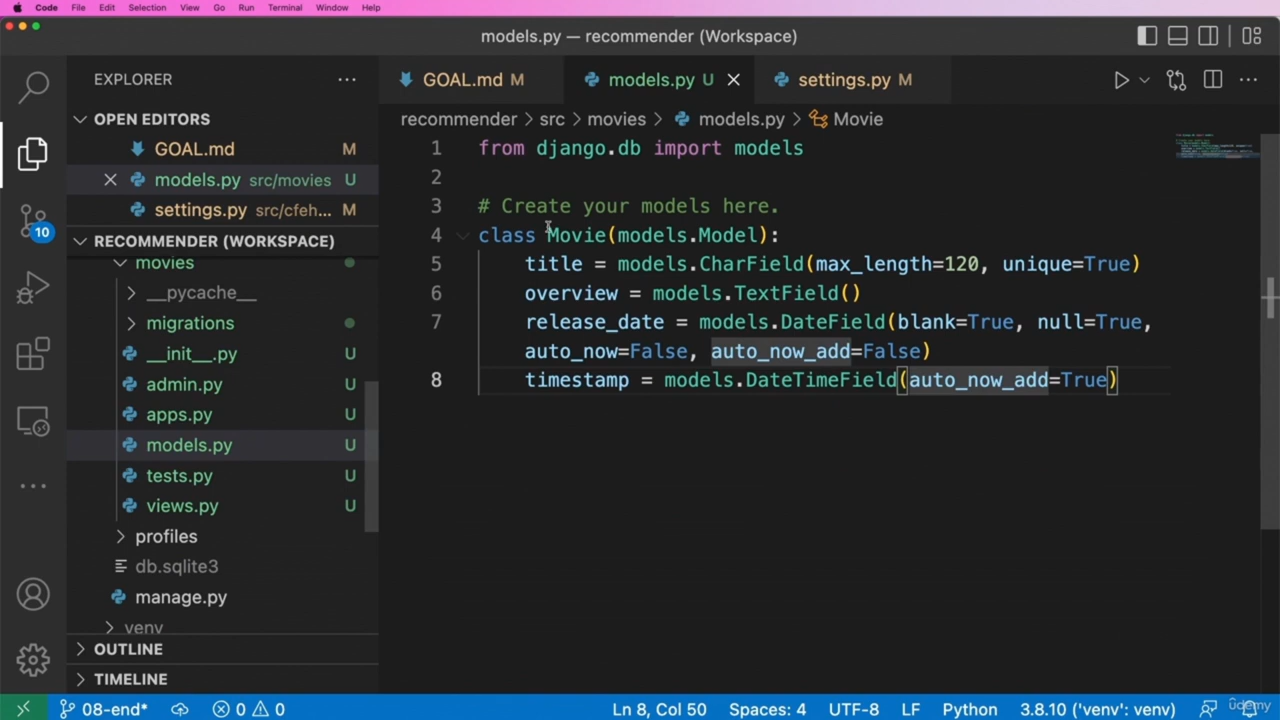 Code File Edit Selection View Go Run Terminal Window Help
models.py — recommender (Workspace)
EXPLORER
GOAL.md M
models.py U
settings.py M
OPEN EDITORS
GOAL.md M
models.py src/movies U
settings.py src/cfeh... M
RECOMMENDER (WORKSPACE)
movies
__pycache__
migrations
__init__.py U
admin.py U
apps.py U
models.py U
tests.py U
views.py U
profiles
db.sqlite3
manage.py
venv
OUTLINE
TIMELINE
10
recommender > src > movies > models.py > Movie
1 from django.db import models
2
3 # Create your models here.
4 class Movie(models.Model):
5 title = models.CharField(max_length=120, unique=True)
6 overview = models.TextField()
7 release_date = models.DateField(blank=True, null=True,
auto_now=False, auto_now_add=False)
8 timestamp = models.DateTimeField(auto_now_add=True)
08-end* 0 0 Ln 8, Col 50 Spaces: 4 UTF-8 LF Python 3.8.10 ('venv': venv)
udemy